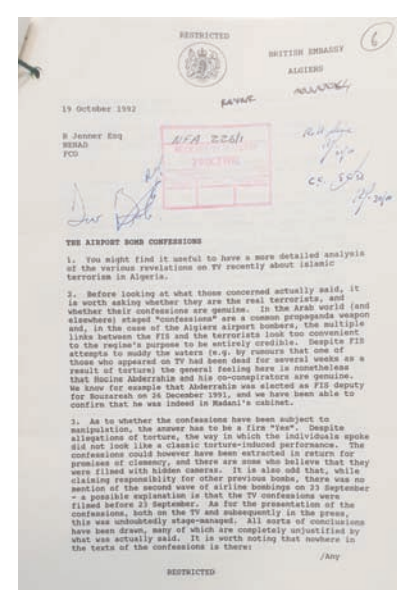 RESTRICTED
6
BRITISH EMBASSY
ALGIERS
19 October 1992
R Jenner Esq
NENAD
FCO
NFA 226/1
THE AIRPORT BOMB CONFESSIONS
1. You might find it useful to have a more detailed analysis
of the various revelations on TV recently about islamic
terrorism in Algeria.
2. Before looking at what those concerned actually said, it
is worth asking whether they are the real terrorists, and
whether their confessions are genuine. In the Arab world (and
elsewhere) staged "confessions" are a common propaganda weapon
and, in the case of the Algiers airport bombers, the multiple
links between the FIS and the terrorists look too convenient
to the regime's purpose to be entirely credible. Despite FIS
attempts to muddy the waters (e.g. by rumours that one of
those who appeared on TV had been dead for several weeks as a
result of torture) the general feeling here is nonetheless
that Hocine Abderrahim and his co-conspirators are genuine.
We know for example that Abderrahim was elected as FIS deputy
for Bouzareah on 26 December 1991, and we have been able to
confirm that he was indeed in Madani's cabinet.
3. As to whether the confessions have been subject to
manipulation, the answer has to be a firm "Yes". Despite
allegations of torture, the way in which the individuals spoke
did not look like a classic torture-induced performance. The
confessions could however have been extracted in return for
promises of clemency, and there are some who believe that they
were filmed with hidden cameras. It is also odd that, while
claiming responsibility for other previous bombs, there was no
mention of the second wave of airline bombings on 23 September
- a possible explanation is that the TV confessions were
filmed before 23 September. As for the presentation of the
confessions, both on the TV and subsequently in the press,
this was undoubtedly stage-managed. All sorts of conclusions
have been drawn, many of which are completely unjustified by
what was actually said. It is worth noting that nowhere in
the texts of the confessions is there:
/Any
RESTRICTED